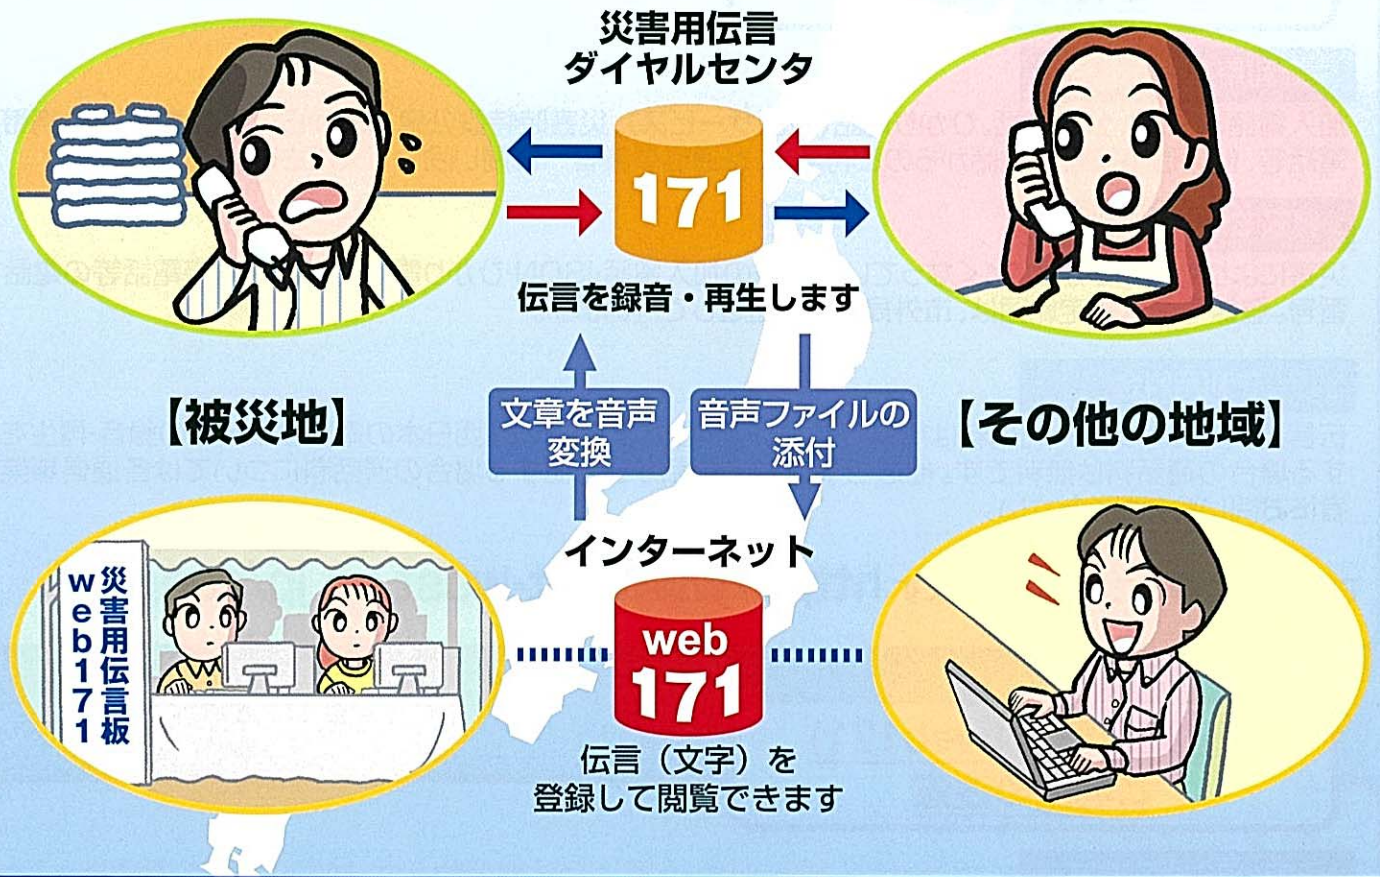 災害用伝言
ダイヤルセンタ
171
伝言を録音・再生します
【被災地】
文章を音声
変換
音声ファイルの
添付
【その他の地域】
インターネット
災害用伝言板
web171
web
171
伝言（文字）を
登録して閲覧できます